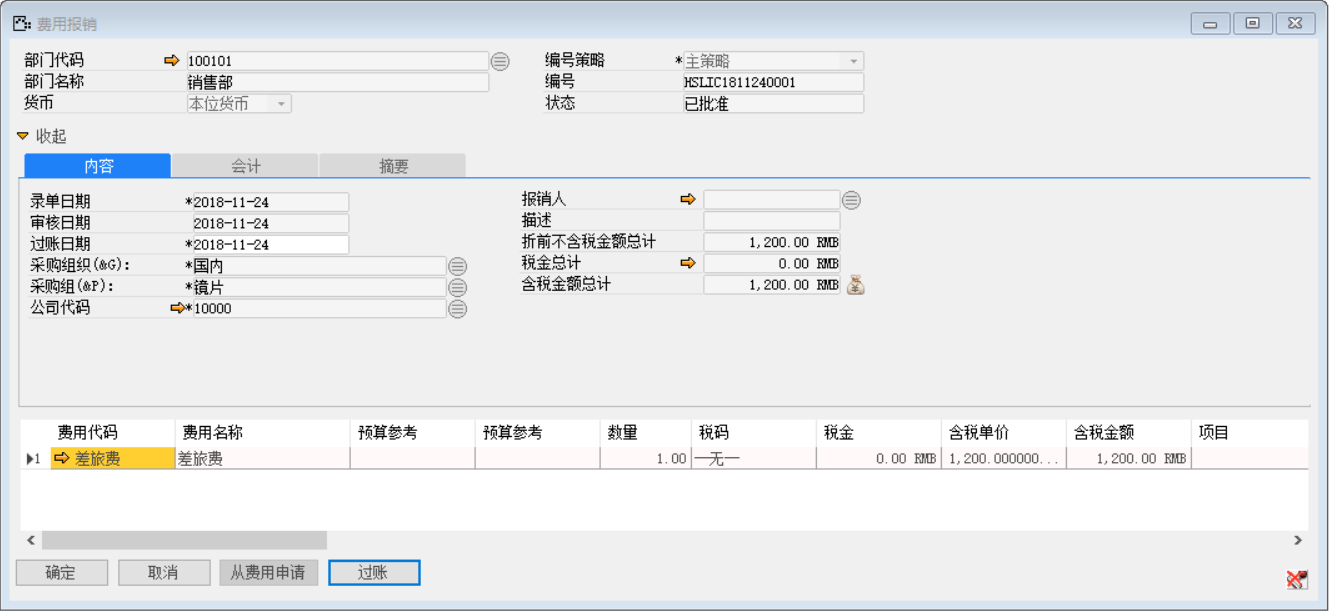 费用报销
部门代码 100101 编号策略 *主策略
部门名称 销售部 编号 HSLIC1811240001
货币 本位货币 状态 已批准
收起
内容 会计 摘要
录单日期 *2018-11-24 报销人
审核日期 2018-11-24 描述
过账日期 *2018-11-24 折前不含税金额总计 1,200.00 RMB
采购组织(&G): *国内 税金总计 0.00 RMB
采购组(&P): *镜片 含税金额总计 1,200.00 RMB
公司代码 *10000
费用代码 费用名称 预算参考 预算参考 数量 税码 税金 含税单价 含税金额 项目
1 差旅费 差旅费 1.00 —无— 0.00 RMB 1,200.000000... 1,200.00 RMB
确定 取消 从费用申请 过账